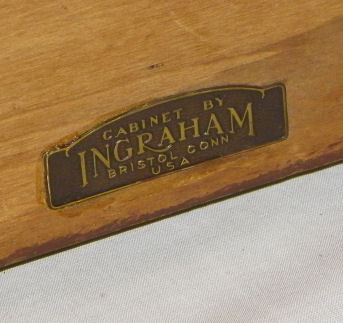 CABINET BY
INGRAHAM
BRISTOL CONN
USA